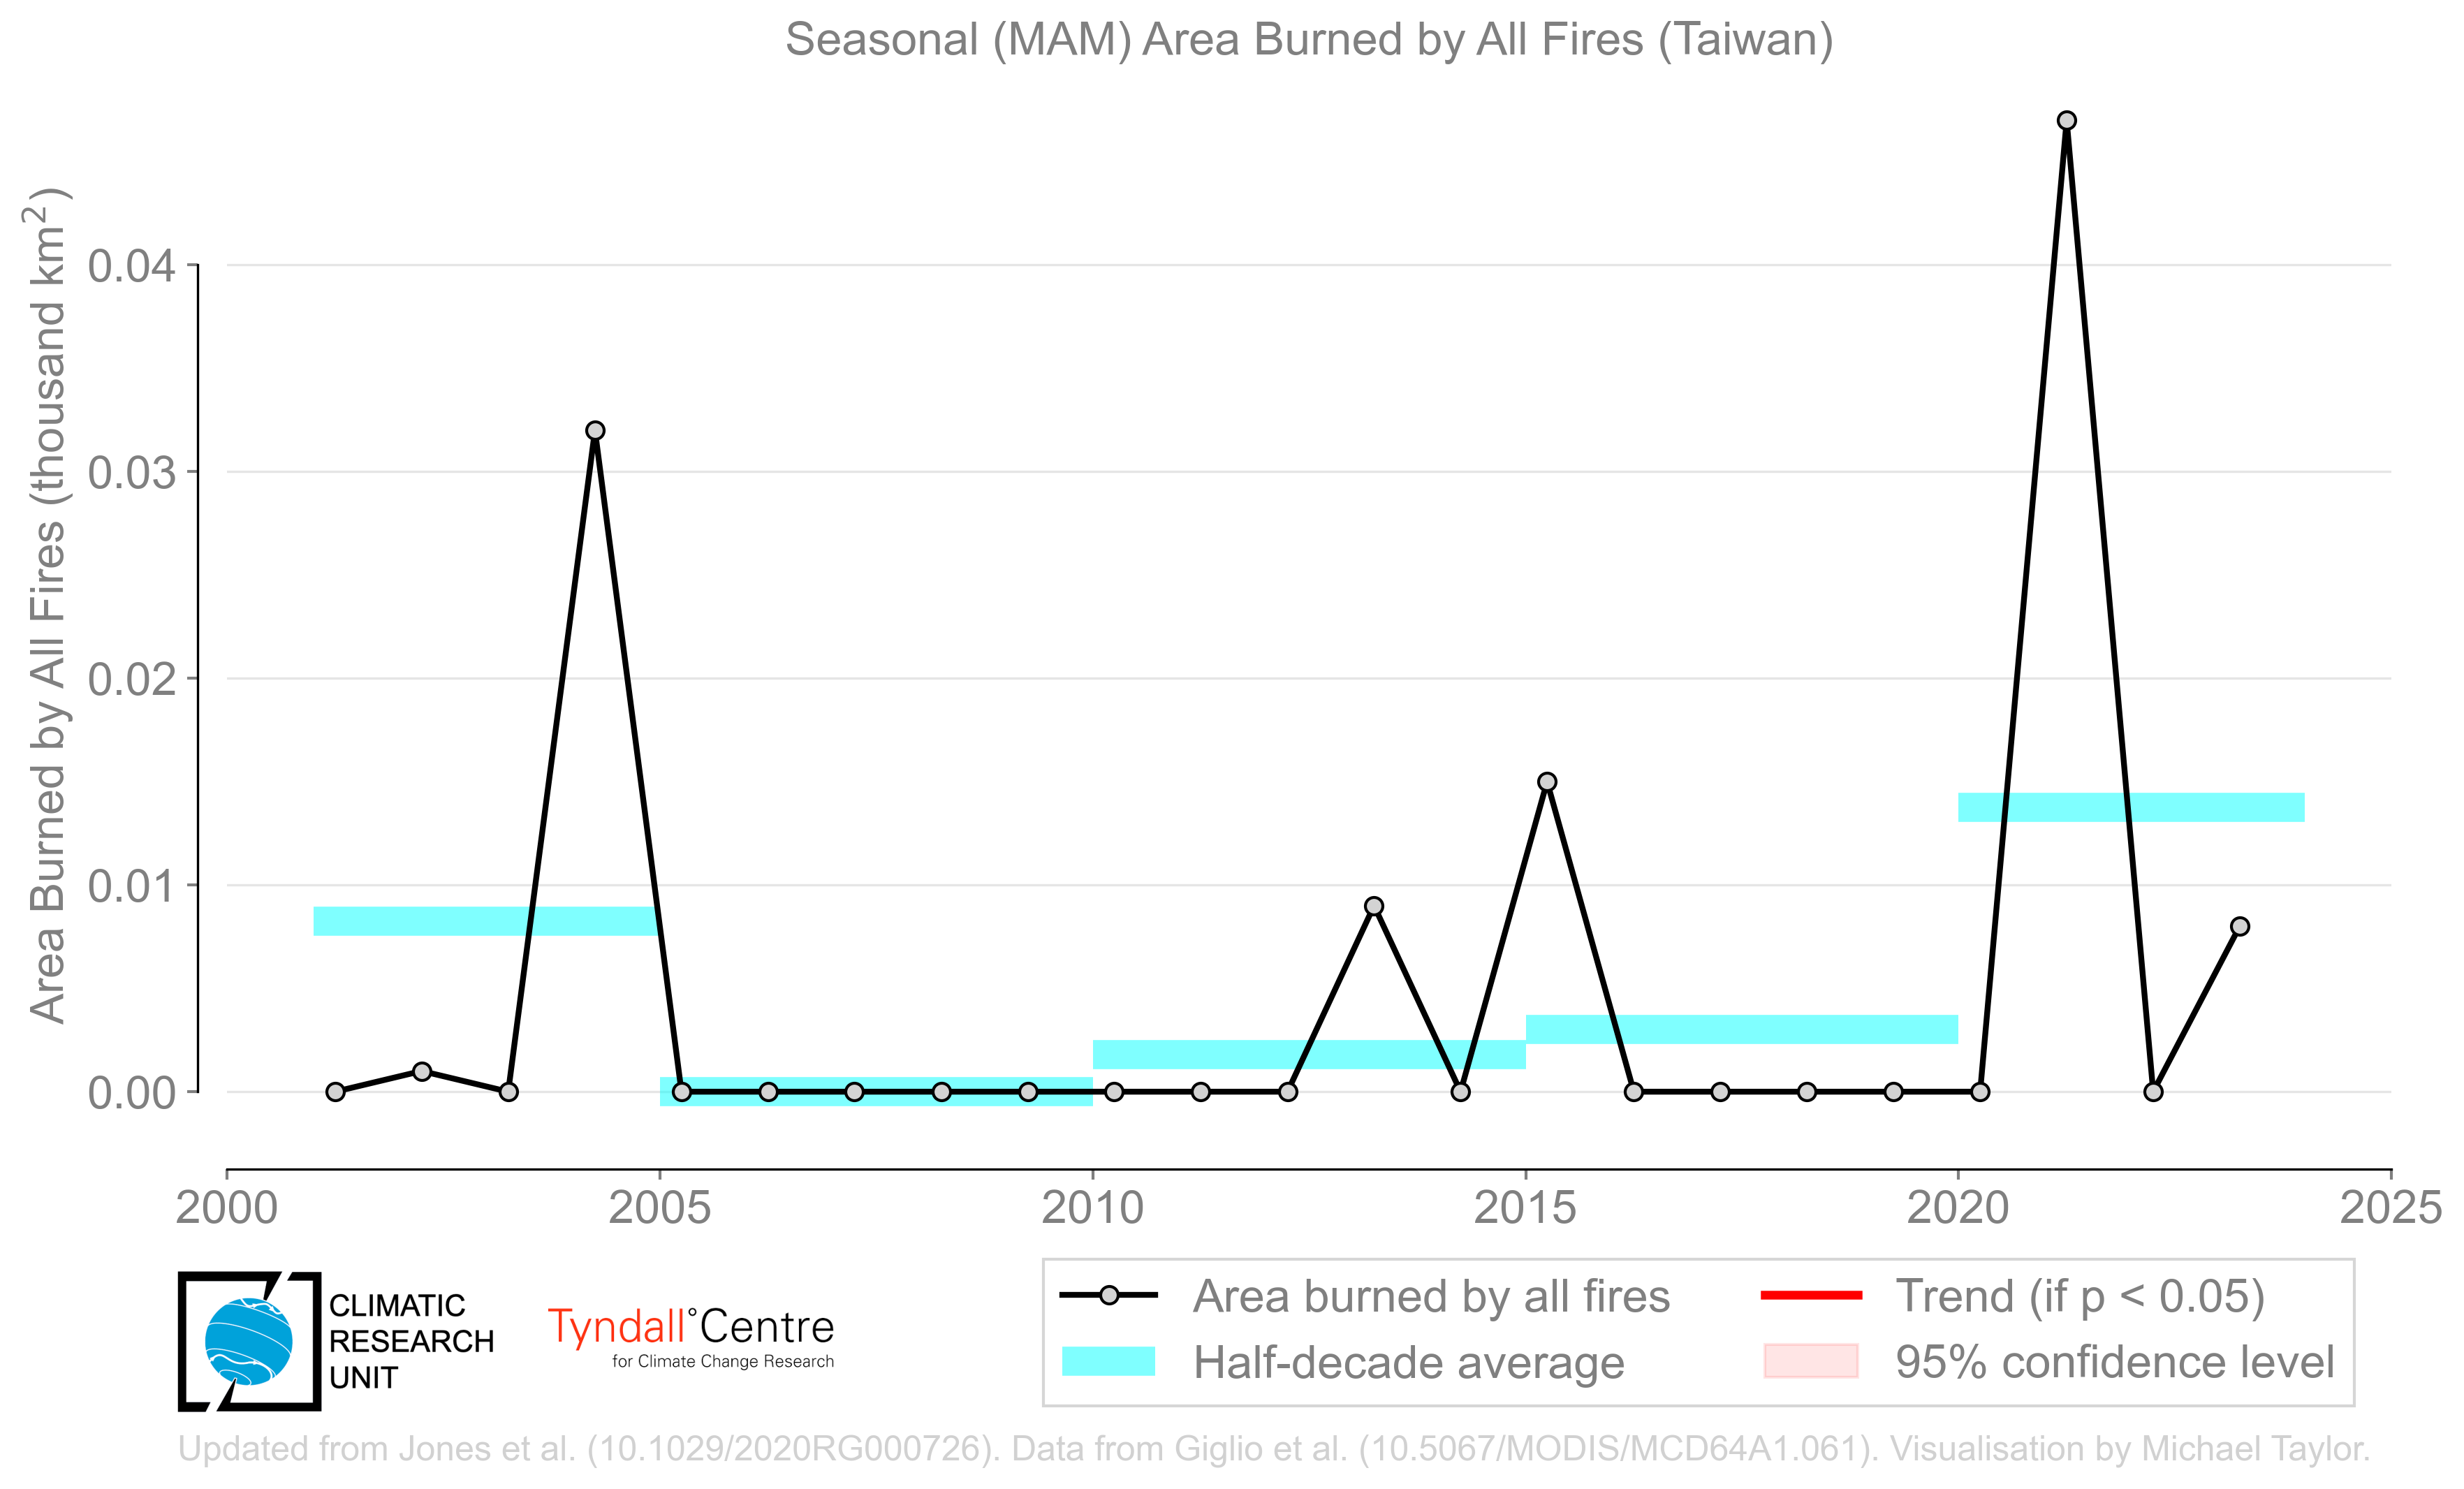 Seasonal (MAM) Area Burned by All Fires (Taiwan)
Area Burned by All Fires (thousand km²)
0.04
0.03
0.02
0.01
0.00
2000 2005 2010 2015 2020 2025
CLIMATIC
RESEARCH
UNIT
Tyndall°Centre
for Climate Change Research
Area burned by all fires
Half-decade average
Trend (if p < 0.05)
95% confidence level
Updated from Jones et al. (10.1029/2020RG000726). Data from Giglio et al. (10.5067/MODIS/MCD64A1.061). Visualisation by Michael Taylor.